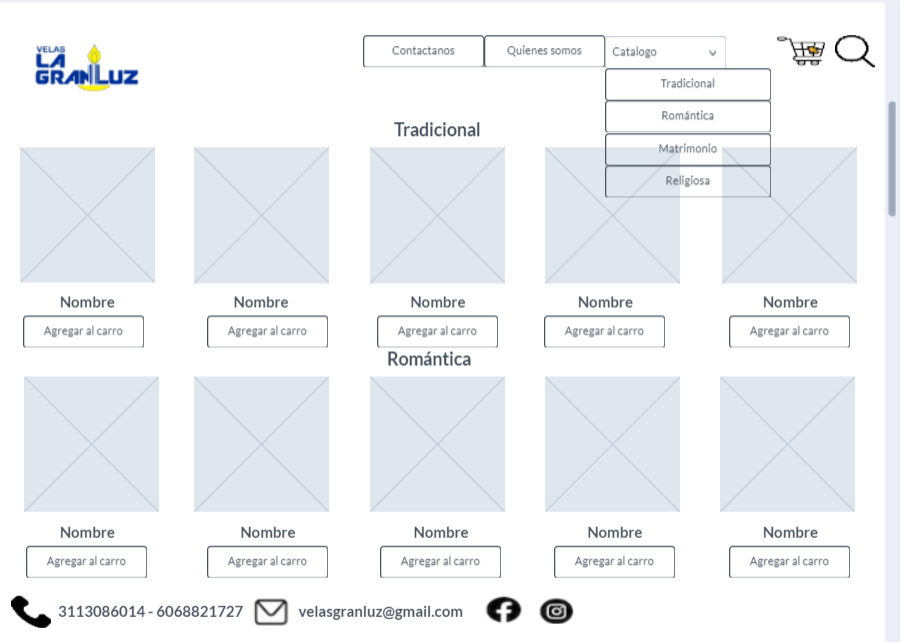 VELAS
LA
GRANLUZ
Contactanos Quienes somos Catalogo
Tradicional
Romántica
Matrimonio
Religiosa
Tradicional
Nombre Nombre Nombre Nombre Nombre
Agregar al carro Agregar al carro Agregar al carro Agregar al carro Agregar al carro
Romántica
Nombre Nombre Nombre Nombre Nombre
Agregar al carro Agregar al carro Agregar al carro Agregar al carro Agregar al carro
3113086014 - 6068821727 velasgranluz@gmail.com